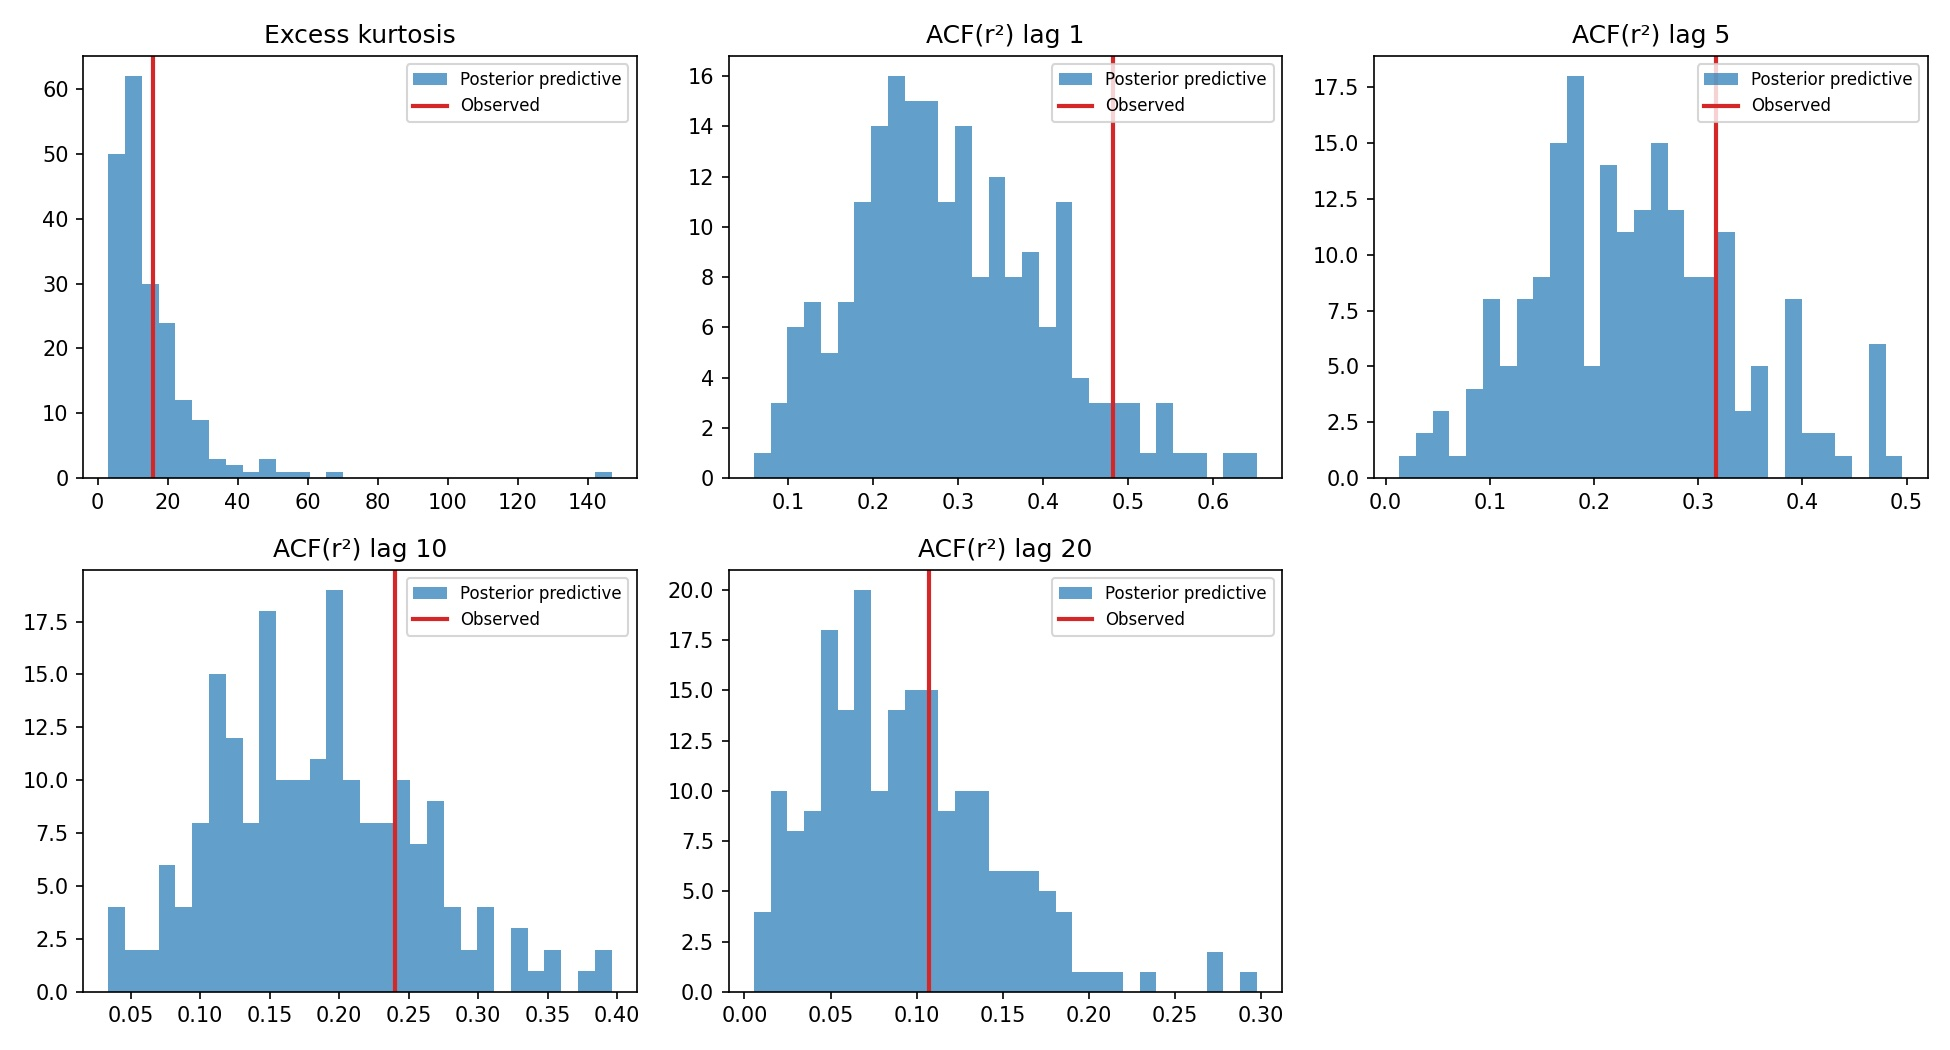 Excess kurtosis
60
50
40
30
20
10
0
0 20 40 60 80 100 120 140
Posterior predictive
Observed
ACF(r²) lag 1
16
14
12
10
8
6
4
2
0
0.1 0.2 0.3 0.4 0.5 0.6
Posterior predictive
Observed
ACF(r²) lag 5
17.5
15.0
12.5
10.0
7.5
5.0
2.5
0.0
0.0 0.1 0.2 0.3 0.4 0.5
Posterior predictive
Observed
ACF(r²) lag 10
17.5
15.0
12.5
10.0
7.5
5.0
2.5
0.0
0.05 0.10 0.15 0.20 0.25 0.30 0.35 0.40
Posterior predictive
Observed
ACF(r²) lag 20
20.0
17.5
15.0
12.5
10.0
7.5
5.0
2.5
0.0
0.00 0.05 0.10 0.15 0.20 0.25 0.30
Posterior predictive
Observed